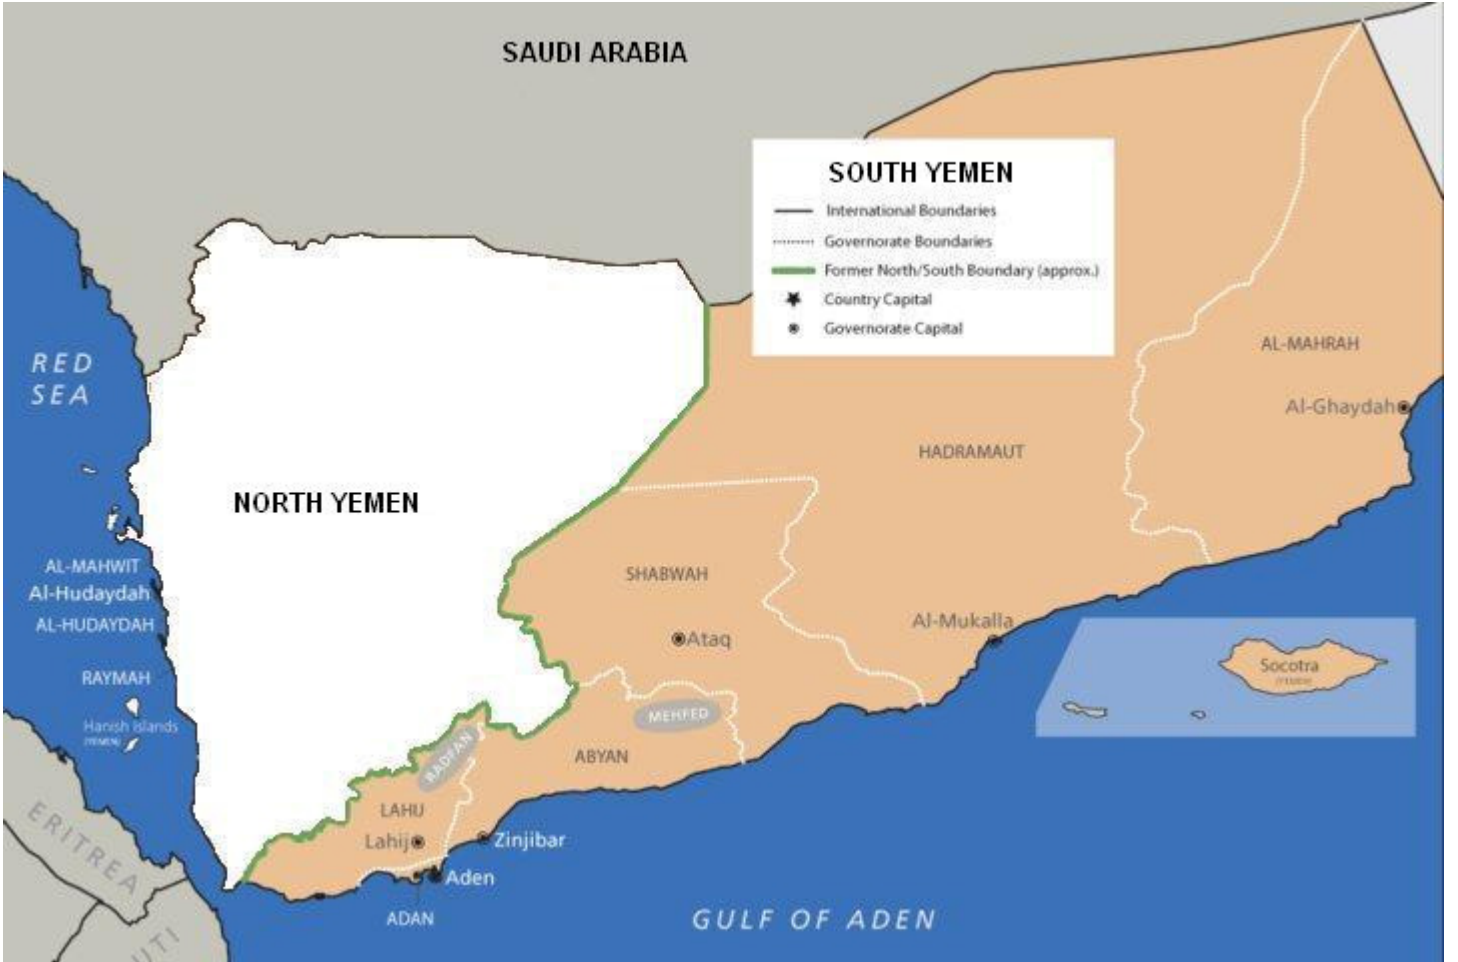 SAUDI ARABIA
SOUTH YEMEN
International Boundaries
Governorate Boundaries
Former North/South Boundary (approx.)
Country Capital
Governorate Capital
RED
SEA
AL-MAHRAH
Al-Ghaydah
HADRAMAUT
NORTH YEMEN
AL-MAHWIT
Al-Hudaydah
AL-HUDAYDAH
SHABWAH
Ataq
Al-Mukalla
Socotra
RAYMAH
Hanish Islands
(YEMEN)
MEHFED
RADFAN
ABYAN
LAHIJ
Lahij
Zinjibar
Aden
ADAN
ERITREA
UTI
GULF OF ADEN